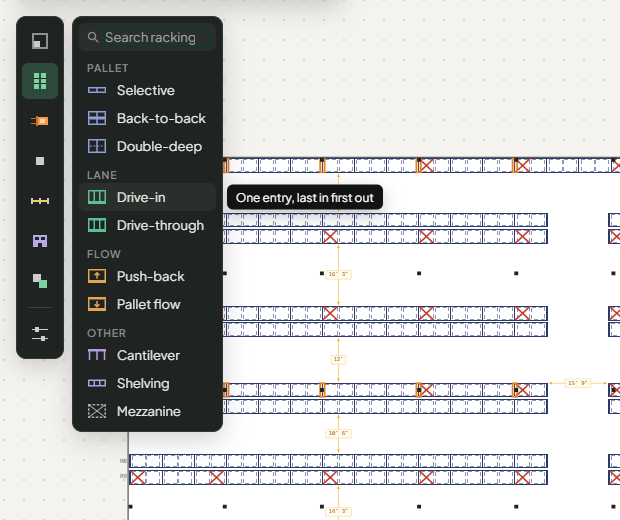 Search racking
PALLET
Selective
Back-to-back
Double-deep
LANE
Drive-in
One entry, last in first out
Drive-through
FLOW
Push-back
Pallet flow
OTHER
Cantilever
Shelving
Mezzanine
16' 3"
12'
15' 9"
10' 6"
14' 3"